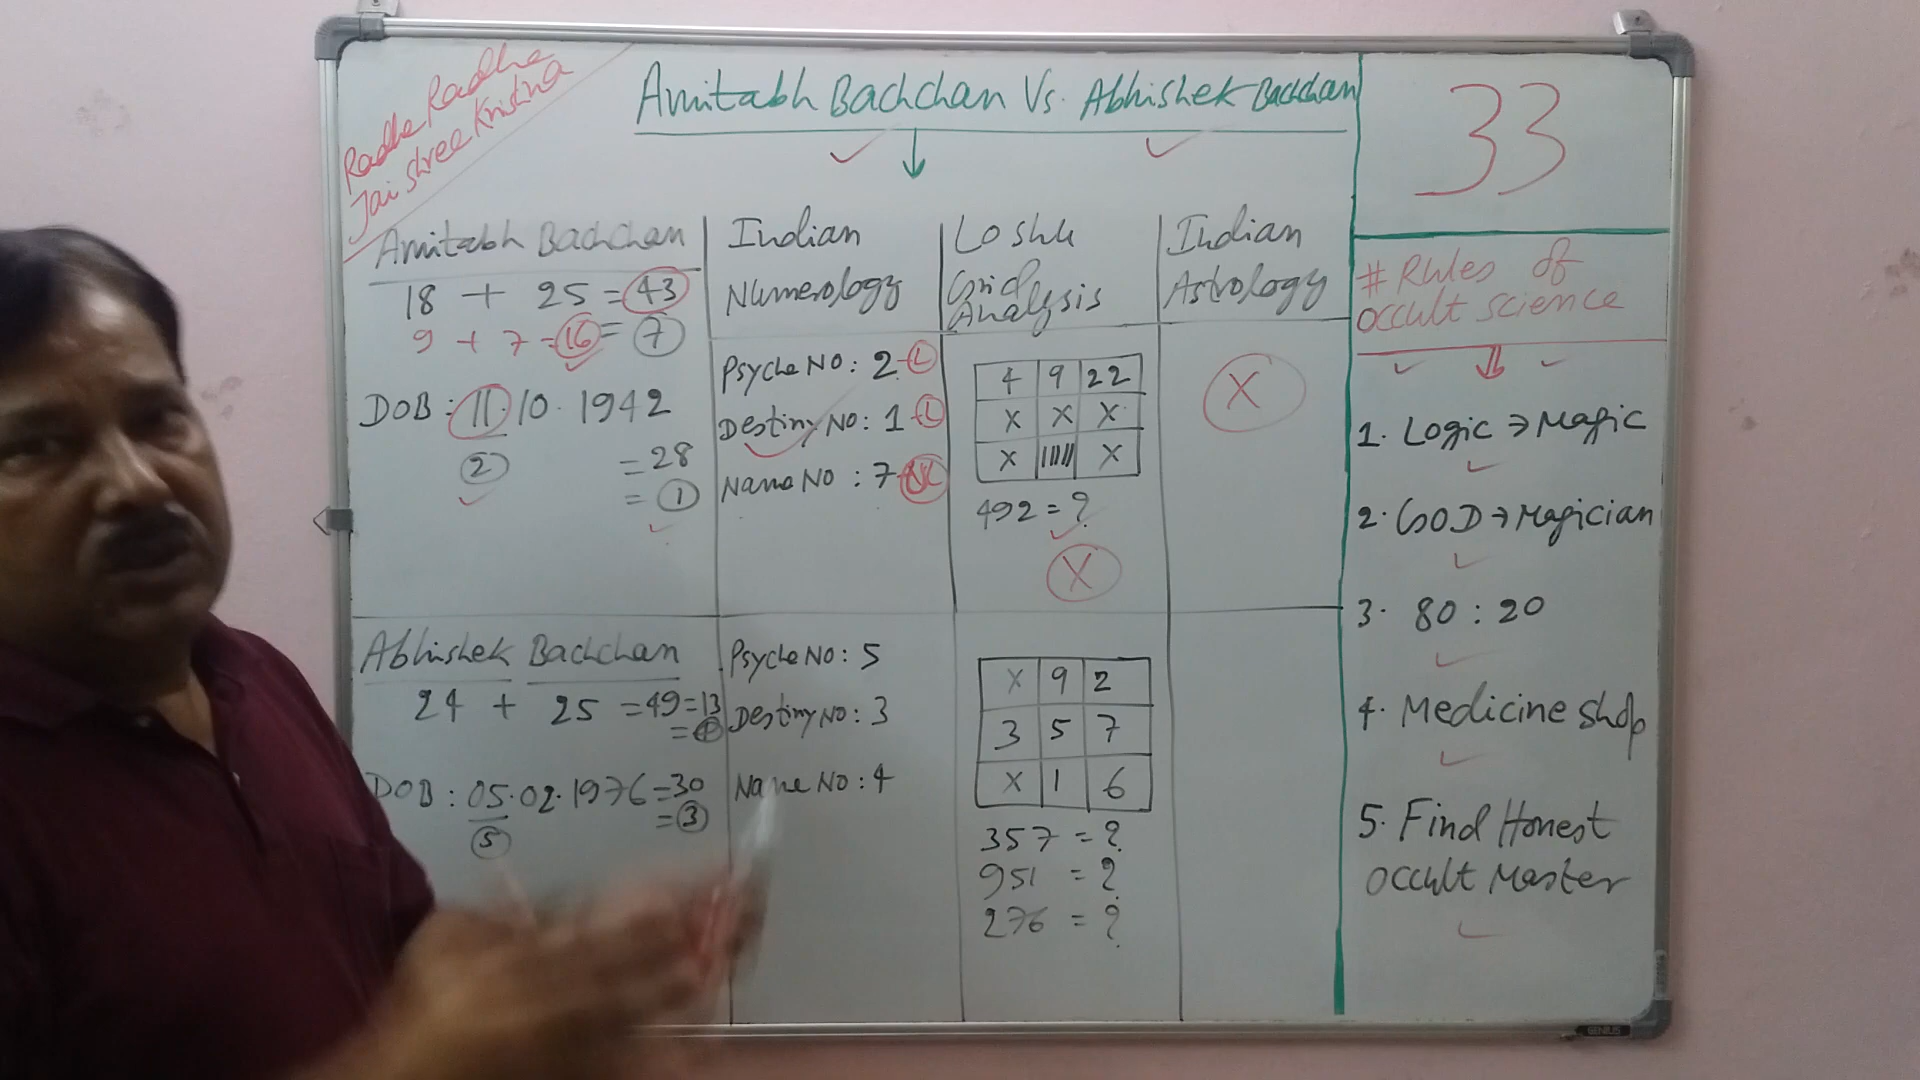 Radhe Radhe
Jai Shree Krishna
Amitabh Bachchan Vs. Abhishek Bachchan
33
Amitabh Bachchan
18 + 25 = 43
9 + 7 = 16 = 7
DOB : 11.10.1942
2
= 28
= 1
Indian
Numerology
Psyche No : 2
Destiny No : 1
Name No : 7
Loshu
Grid
Analysis
4 9 22
X X X
X 11111 X
492 = ?
X
Indian
Astrology
X
Abhishek Bachchan
24 + 25 = 49 = 13
=
DOB : 05.02.1976 = 30
= 3
5
Psyche No : 5
Destiny No : 3
Name No : 4
X 9 2
3 5 7
X 1 6
357 = ?
951 = ?
276 = ?
# Rules of
Occult Science
1. Logic → Magic
2. GOD → Magician
3. 80 : 20
4. Medicine Shop
5. Find Honest
Occult Master
GENIUS